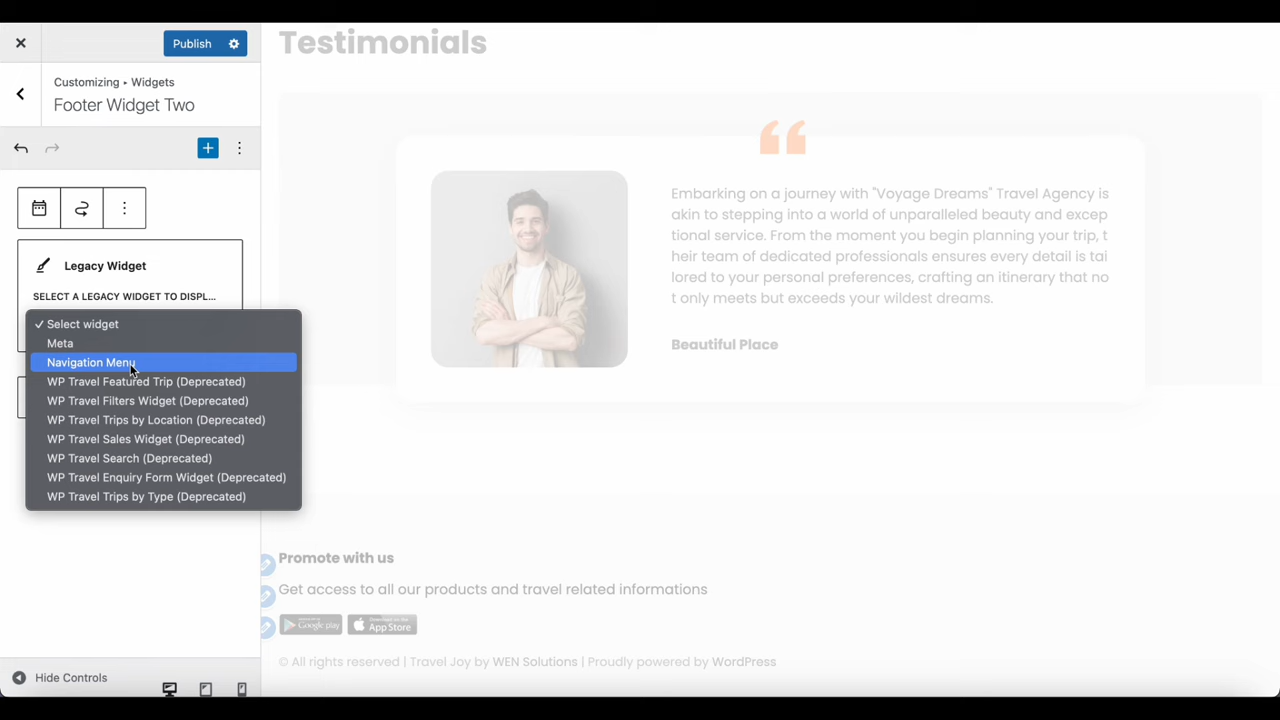 Publish
Customizing ▸ Widgets
Footer Widget Two
Legacy Widget
SELECT A LEGACY WIDGET TO DISPL...
✓ Select widget
Meta
Navigation Menu
WP Travel Featured Trip (Deprecated)
WP Travel Filters Widget (Deprecated)
WP Travel Trips by Location (Deprecated)
WP Travel Sales Widget (Deprecated)
WP Travel Search (Deprecated)
WP Travel Enquiry Form Widget (Deprecated)
WP Travel Trips by Type (Deprecated)
Hide Controls
Testimonials
Embarking on a journey with "Voyage Dreams" Travel Agency is
akin to stepping into a world of unparalleled beauty and excep
tional service. From the moment you begin planning your trip, t
heir team of dedicated professionals ensures every detail is tai
lored to your personal preferences, crafting an itinerary that no
t only meets but exceeds your wildest dreams.
Beautiful Place
Promote with us
Get access to all our products and travel related informations
Google play
App Store
© All rights reserved | Travel Joy by WEN Solutions | Proudly powered by WordPress